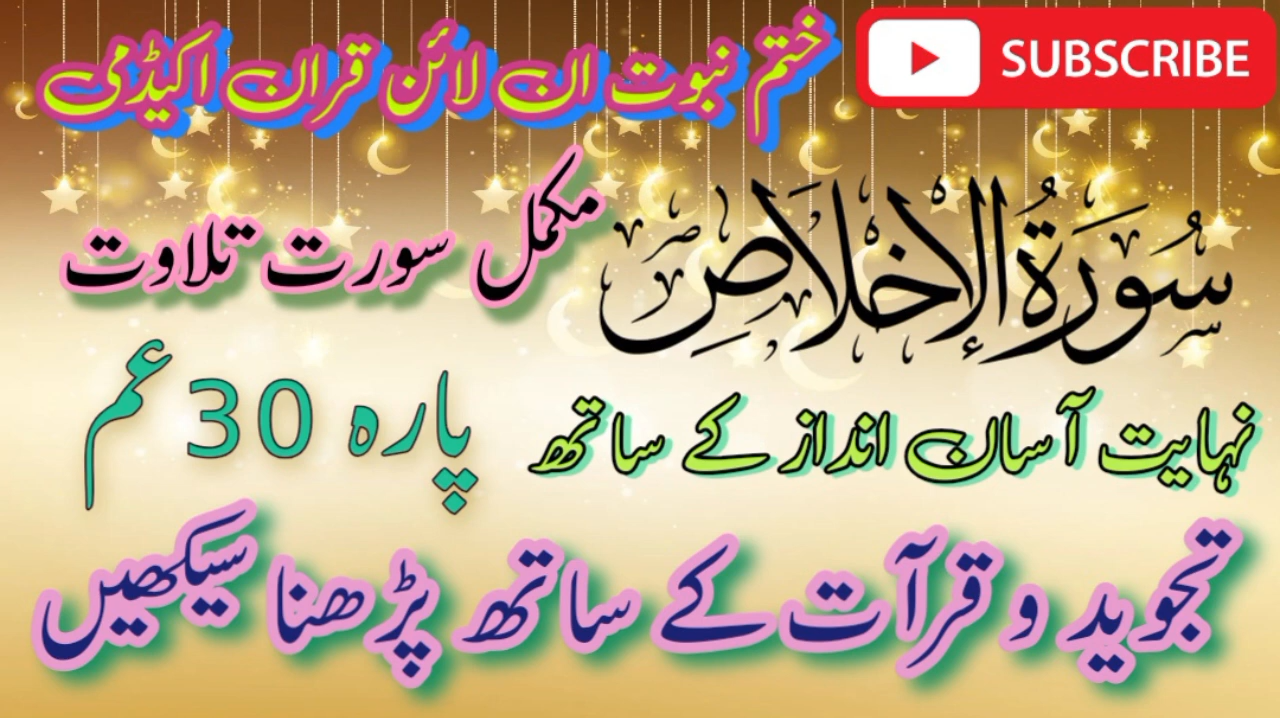 ختم نبوت ان لائن قران اکیڈمی
SUBSCRIBE
سُورَةُ الإِخلَاصِ
مکمل سورت تلاوت
نہایت آسان انداز کے ساتھ
پارہ 30 عم
تجوید و قرآت کے ساتھ پڑھنا سیکھیں